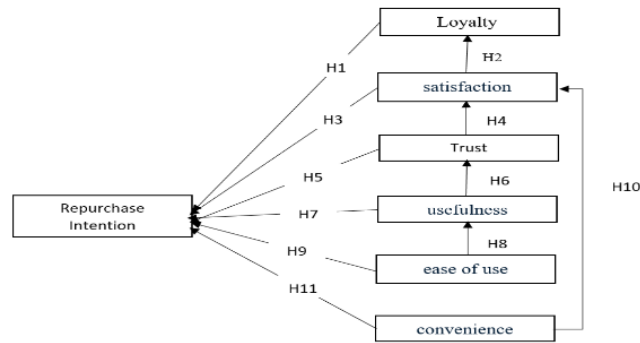 Loyalty
H2
H1
satisfaction
H3
H4
Trust
H5
H6
H10
Repurchase
Intention
H7
usefulness
H9
H8
ease of use
H11
convenience